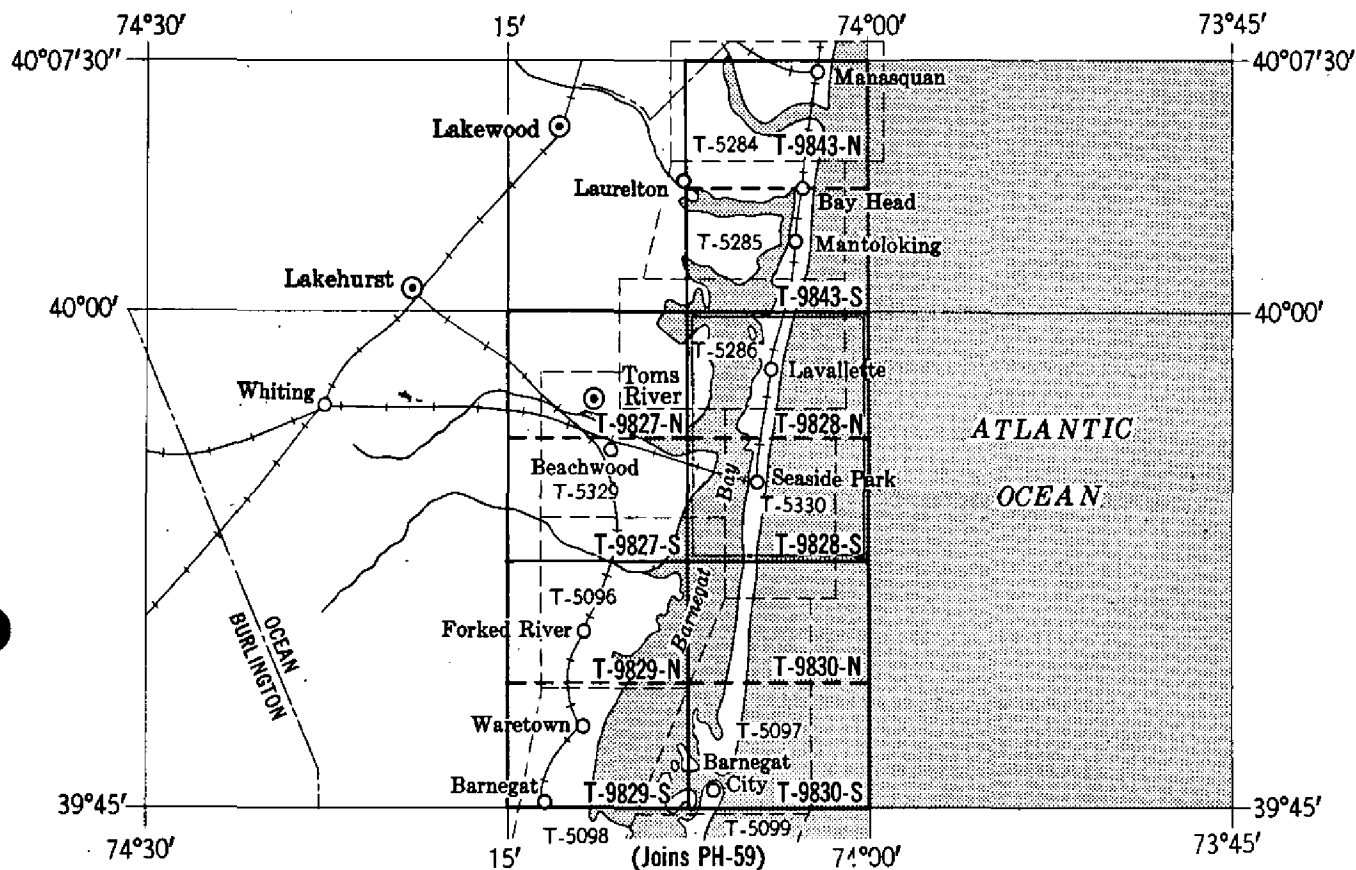 74°30′ 15′ 74°00′ 73°45′
40°07′30″ 40°07′30″
Manasquan
Lakewood
T-5284 T-9843-N
Laurelton
Bay Head
T-5285 Mantoloking
Lakehurst
T-9843-S
40°00′ 40°00′
T-5286
Lavallette
Toms
River
Whiting
T-9827-N T-9828-N
ATLANTIC
OCEAN
Beachwood
Bay
Seaside Park
T-5329 T-5330
T-9827-S T-9828-S
T-5096
Barnegat
Forked River
OCEAN
BURLINGTON
T-9829-N T-9830-N
Waretown
T-5097
Barnegat
City
Barnegat
T-9829-S T-9830-S
39°45′ 39°45′
T-5098 T-5099
74°30′ 15′ (Joins PH-59) 74°00′ 73°45′